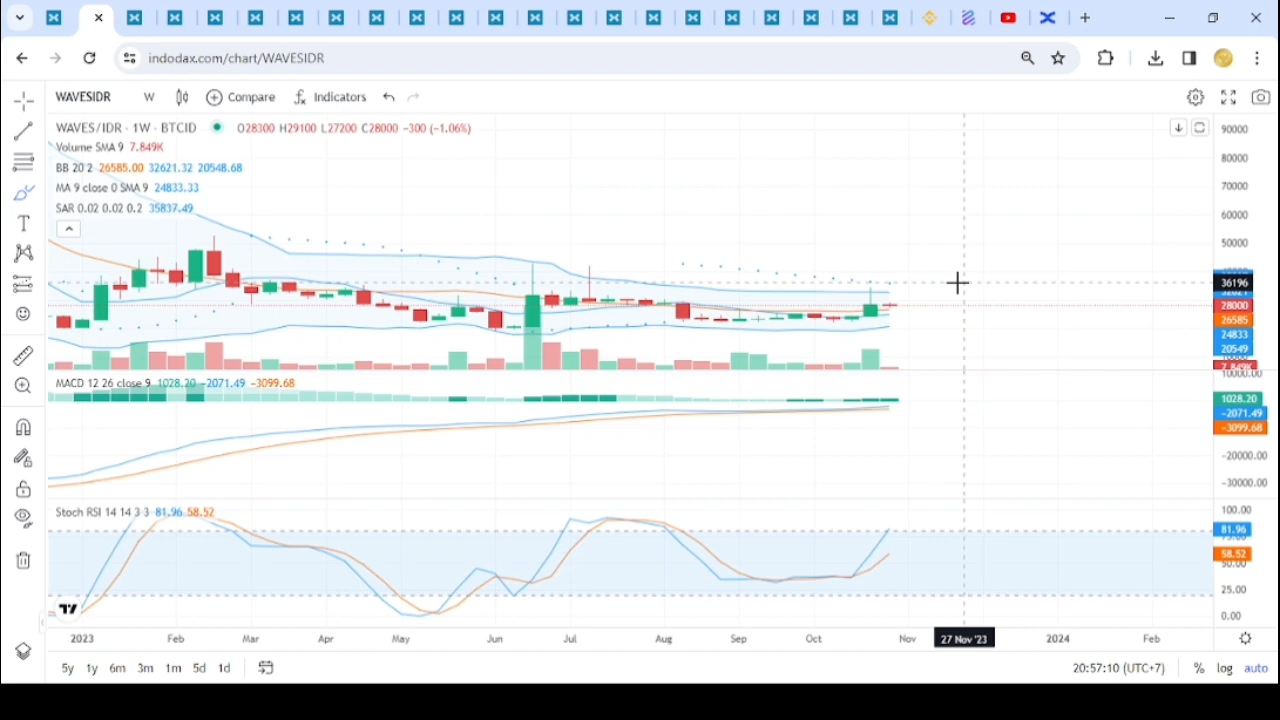 indodax.com/chart/WAVESIDR
WAVESIDR W Compare Indicators
WAVES/IDR · 1W · BTCID O28300 H29100 L27200 C28000 -300 (-1.06%)
Volume SMA 9 7.849K
BB 20 2 26585.00 32621.32 20548.68
MA 9 close 0 SMA 9 24833.33
SAR 0.02 0.02 0.2 35837.49
90000
80000
70000
60000
50000
36196
28000
26585
24833
20549
MACD 12 26 close 9 1028.20 -2071.49 -3099.68
10000.00
1028.20
-2071.49
-3099.68
-20000.00
-30000.00
Stoch RSI 14 14 3 3 81.96 58.52
100.00
81.96
58.52
25.00
0.00
2023 Feb Mar Apr May Jun Jul Aug Sep Oct Nov 27 Nov '23 2024 Feb
5y 1y 6m 3m 1m 5d 1d 20:57:10 (UTC+7) % log auto